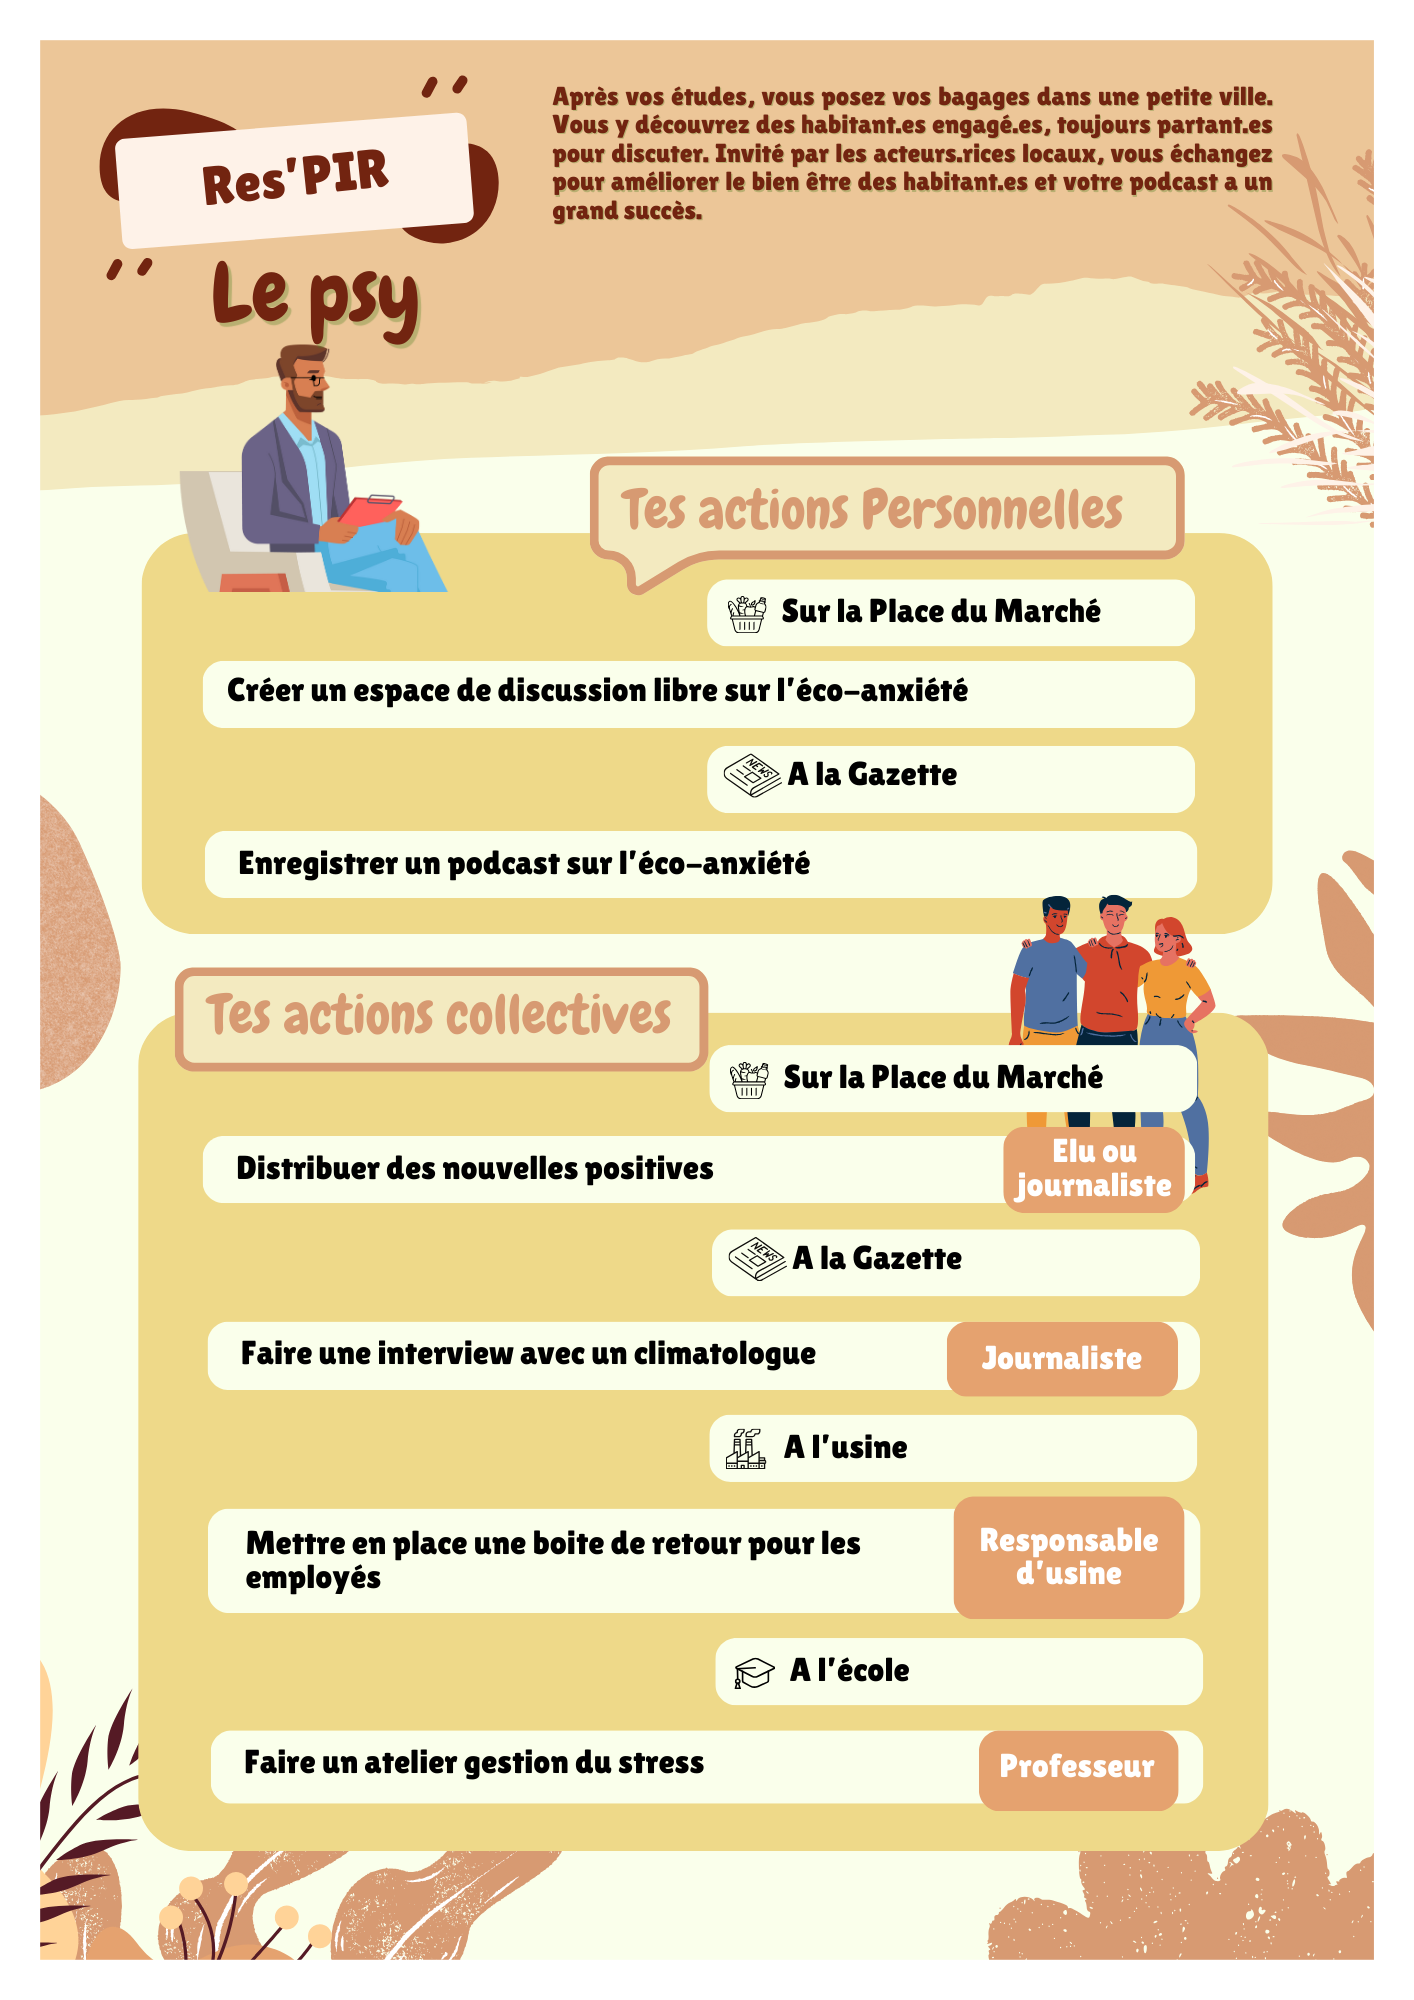 Res'PIR
Le psy
Après vos études, vous posez vos bagages dans une petite ville.
Vous y découvrez des habitant.es engagé.es, toujours partant.es
pour discuter. Invité par les acteurs.rices locaux, vous échangez
pour améliorer le bien être des habitant.es et votre podcast a un
grand succès.
Tes actions Personnelles
Sur la Place du Marché
Créer un espace de discussion libre sur l'éco-anxiété
NEWS
A la Gazette
Enregistrer un podcast sur l'éco-anxiété
Tes actions collectives
Sur la Place du Marché
Distribuer des nouvelles positives
Elu ou
journaliste
NEWS
A la Gazette
Faire une interview avec un climatologue
Journaliste
A l'usine
Mettre en place une boite de retour pour les
employés
Responsable
d'usine
A l'école
Faire un atelier gestion du stress
Professeur